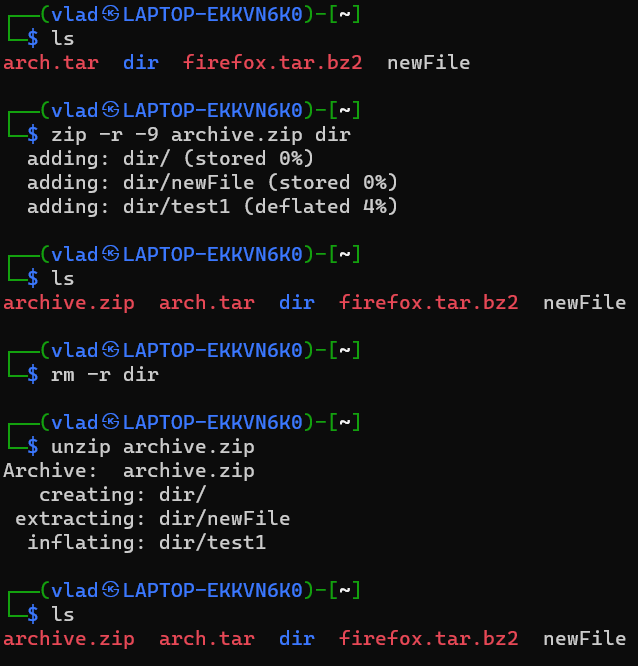 ┌──(vlad㉿LAPTOP-EKKVN6K0)-[~]
└─$ ls
arch.tar  dir  firefox.tar.bz2  newFile
┌──(vlad㉿LAPTOP-EKKVN6K0)-[~]
└─$ zip -r -9 archive.zip dir
  adding: dir/ (stored 0%)
  adding: dir/newFile (stored 0%)
  adding: dir/test1 (deflated 4%)
┌──(vlad㉿LAPTOP-EKKVN6K0)-[~]
└─$ ls
archive.zip  arch.tar  dir  firefox.tar.bz2  newFile
┌──(vlad㉿LAPTOP-EKKVN6K0)-[~]
└─$ rm -r dir
┌──(vlad㉿LAPTOP-EKKVN6K0)-[~]
└─$ unzip archive.zip
Archive:  archive.zip
   creating: dir/
 extracting: dir/newFile
  inflating: dir/test1
┌──(vlad㉿LAPTOP-EKKVN6K0)-[~]
└─$ ls
archive.zip  arch.tar  dir  firefox.tar.bz2  newFile